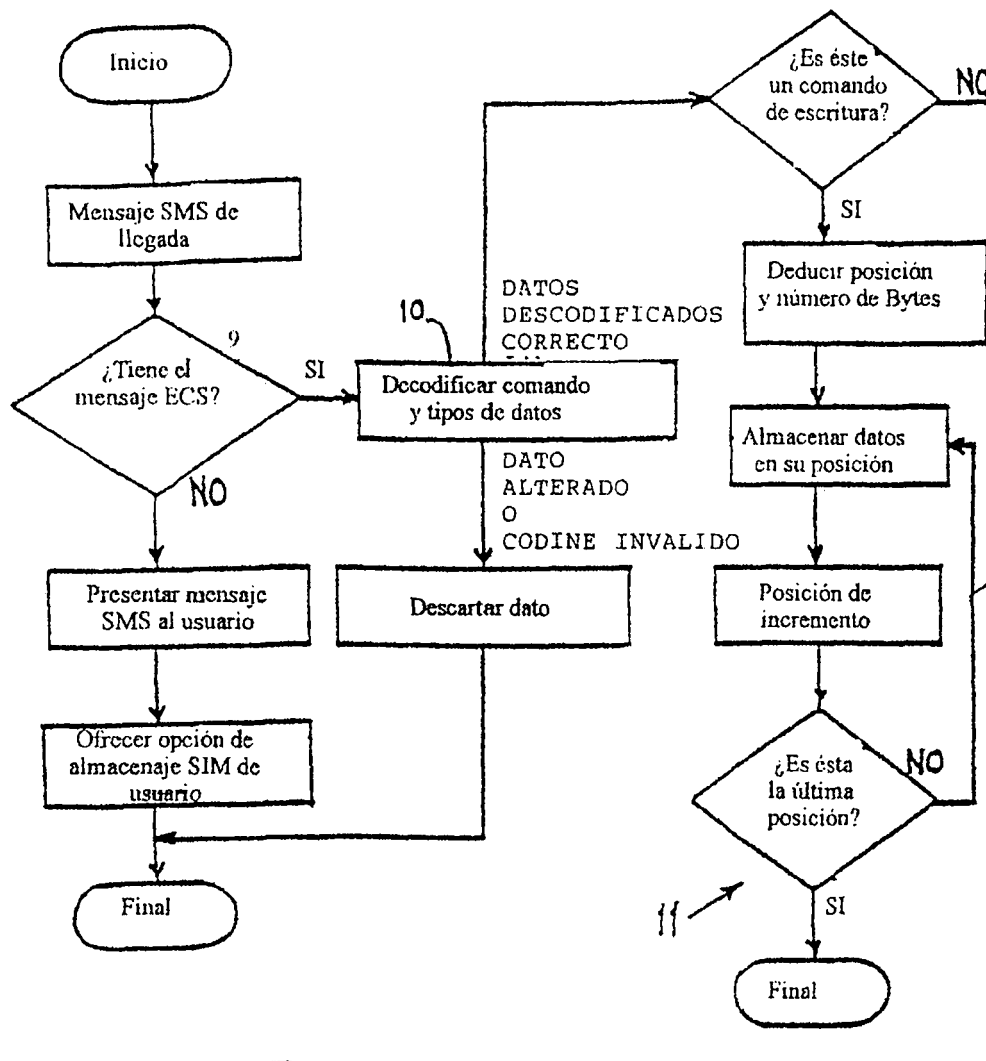 Inicio
Mensaje SMS de
llegada
9
¿Tiene el
mensaje ECS?
SI
NO
Presentar mensaje
SMS al usuario
Ofrecer opción de
almacenaje SIM de
usuario
Final
10
Decodificar comando
y tipos de datos
DATOS
DESCODIFICADOS
CORRECTO
DATO
ALTERADO
O
CODINE INVALIDO
Descartar dato
¿Es éste
un comando
de escritura?
NO
SI
Deducir posición
y número de Bytes
Almacenar datos
en su posición
Posición de
incremento
¿Es ésta
la última
posición?
NO
11
SI
Final